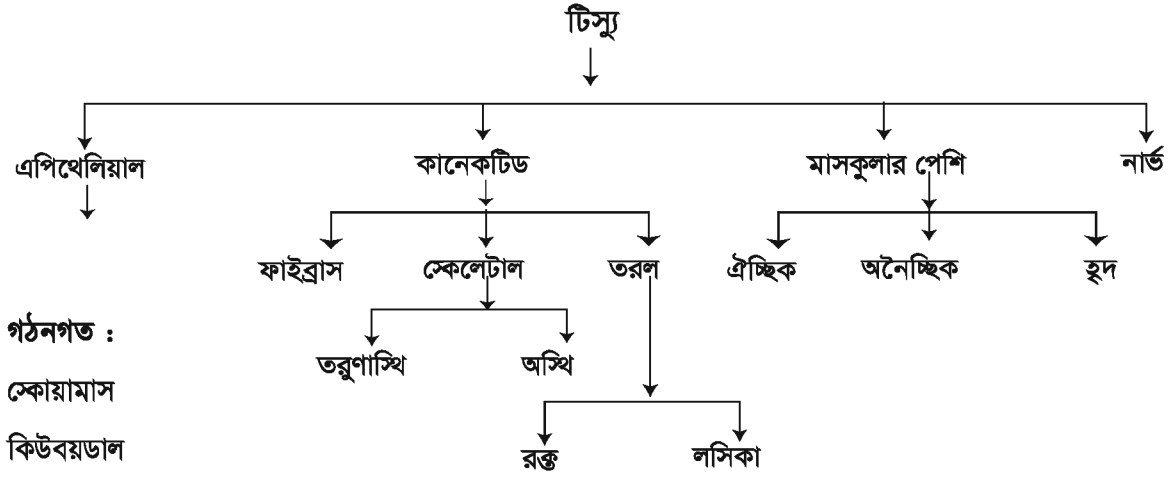 টিস্যু
এপিথেলিয়াল কানেকটিভ মাসকুলার পেশি নার্ভ
ফাইব্রাস স্কেলেটাল তরল ঐচ্ছিক অনৈচ্ছিক হৃদ
গঠনগত :
তরুণাস্থি অস্থি
স্কোয়ামাস
কিউবয়ডাল
রক্ত লসিকা